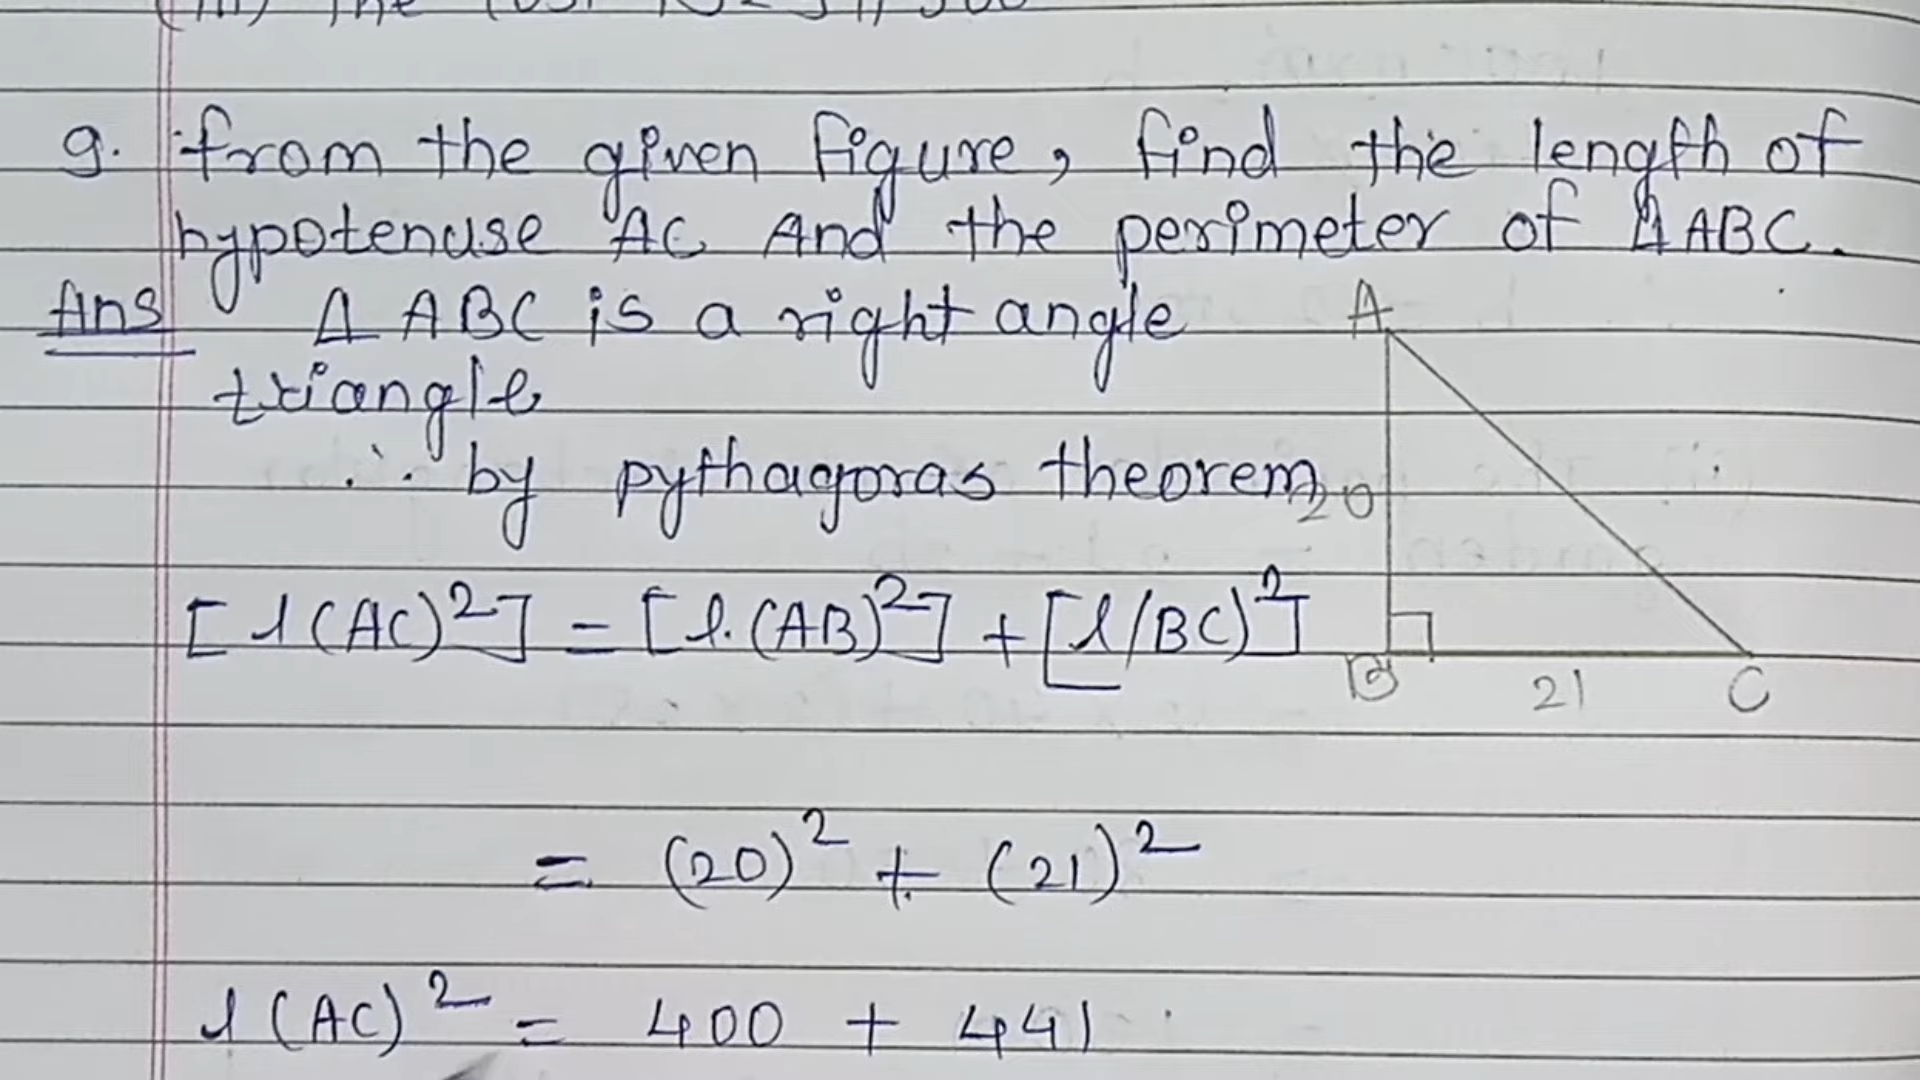 9. from the given figure, find the length of
hypotenuse AC And the perimeter of ΔABC.
Ans Δ ABC is a right angle
triangle
∴ by pythagoras theorem
[l(AC)²] = [l.(AB)²] + [l(BC)²]
= (20)² + (21)²
l(AC)² = 400 + 441
A
20
B
21
C